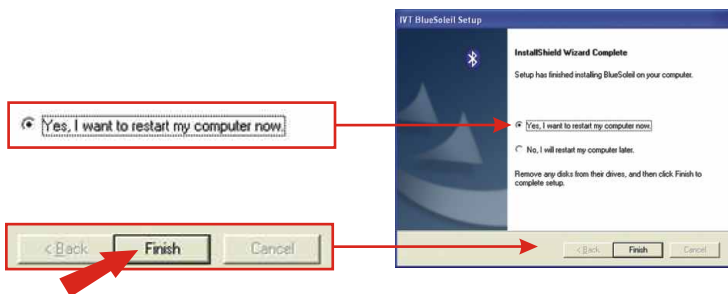 IVT BlueSoleil Setup
InstallShield Wizard Complete
Setup has finished installing BlueSoleil on your computer.
Yes, I want to restart my computer now.
Yes, I want to restart my computer now.
No, I will restart my computer later.
Remove any disks from their drives, and then click Finish to
complete setup.
< Back Finish Cancel
< Back Finish Cancel